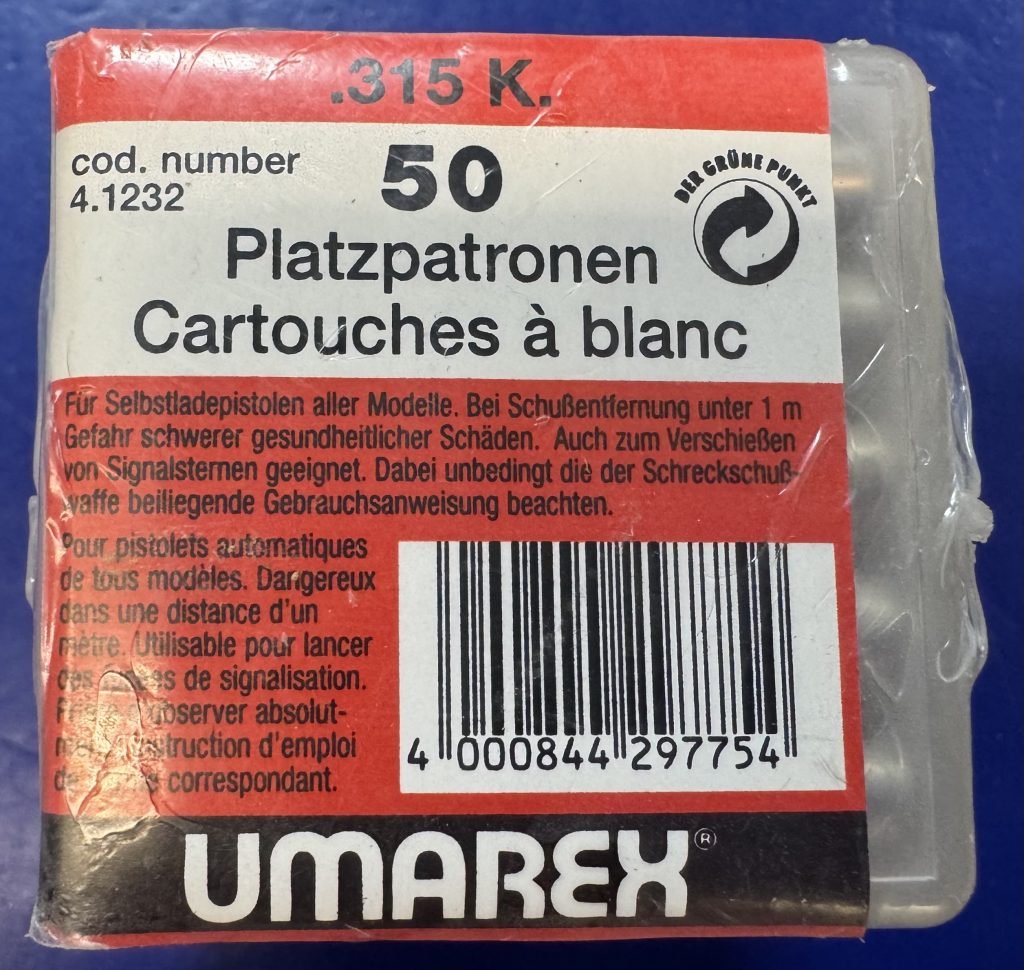 .315 K.
cod. number
4.1232
50
DER GRÜNE PUNKT
Platzpatronen
Cartouches à blanc
Für Selbstladepistolen aller Modelle. Bei Schußentfernung unter 1 m
Gefahr schwerer gesundheitlicher Schäden. Auch zum Verschießen
von Signalsternen geeignet. Dabei unbedingt die der Schreckschuß-
waffe beiliegende Gebrauchsanweisung beachten.
Pour pistolets automatiques
de tous modèles. Dangereux
dans une distance d'un
mètre. Utilisable pour lancer
de signalisation.
observer absolut-
d'emploi
correspondant.
4 000844 297754
UMAREX®